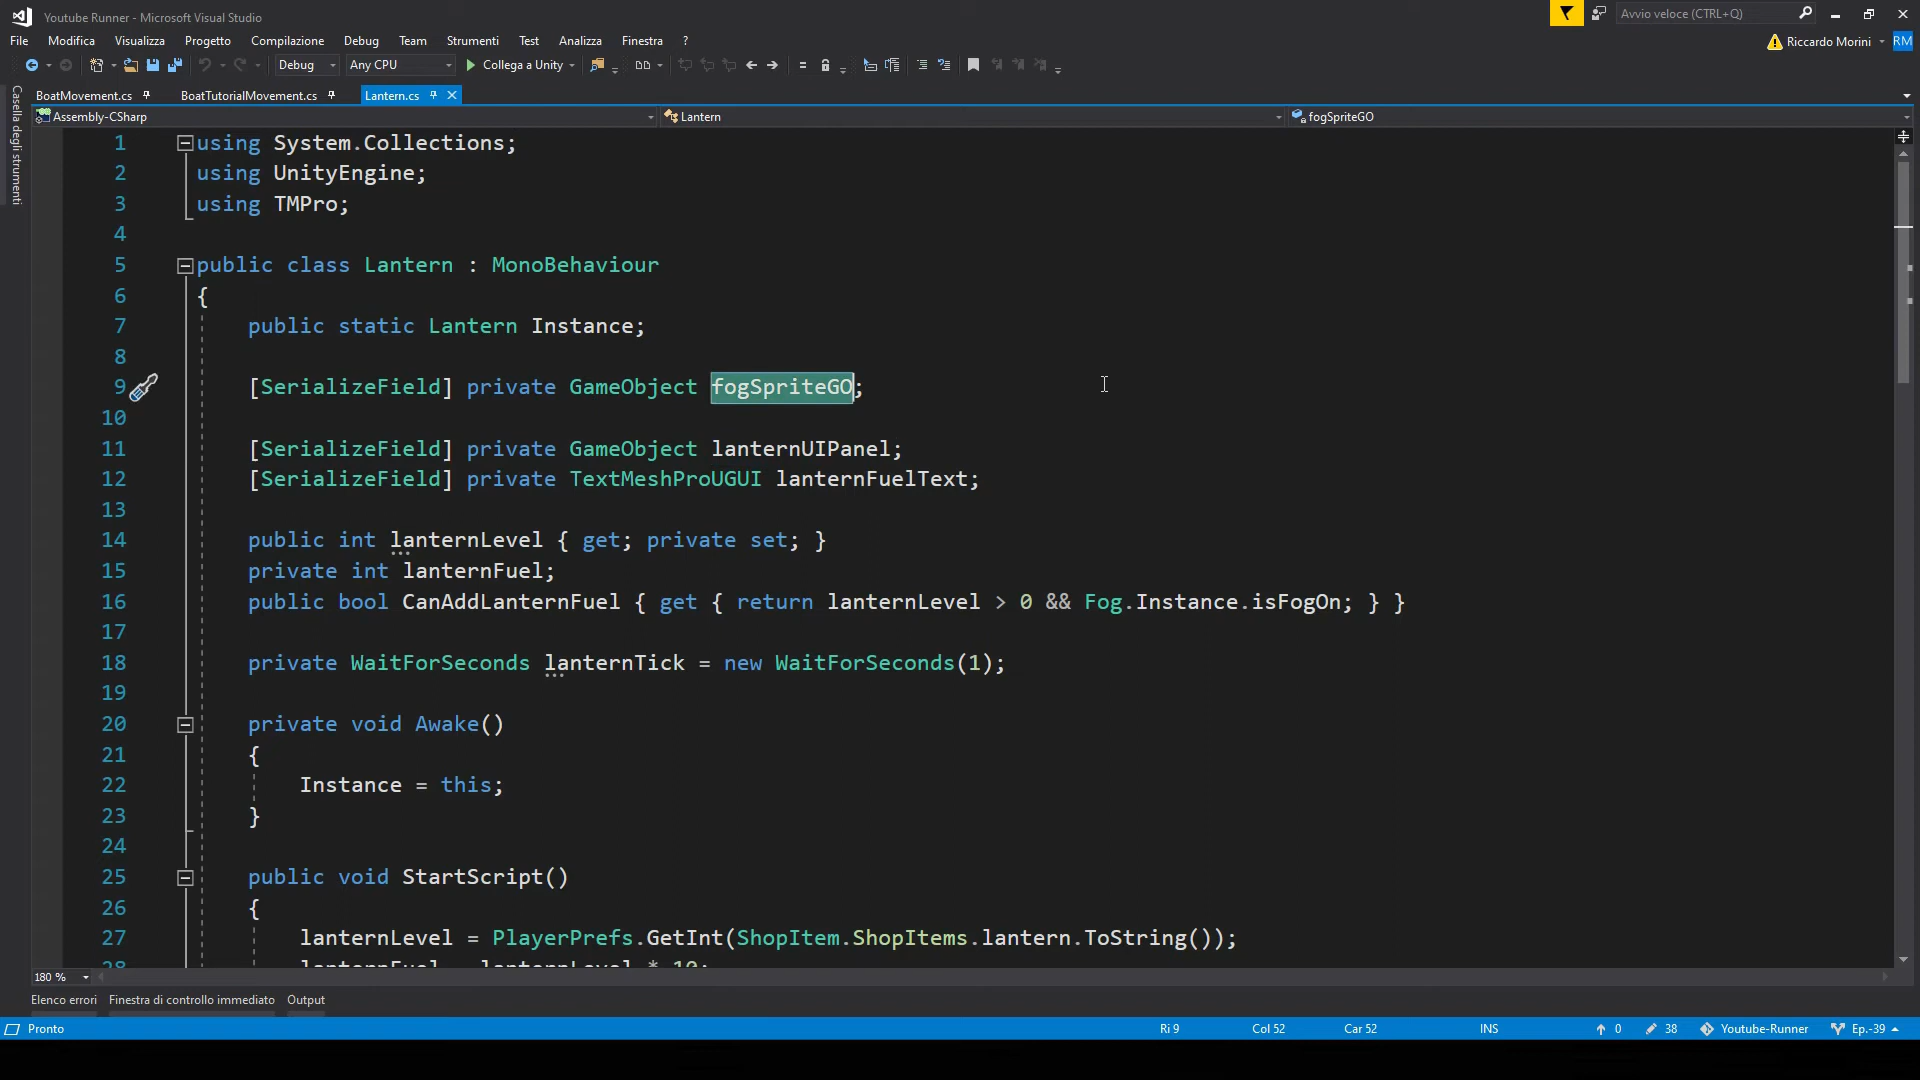 Youtube Runner - Microsoft Visual Studio
Avvio veloce (CTRL+Q)
File Modifica Visualizza Progetto Compilazione Debug Team Strumenti Test Analizza Finestra ?
Riccardo Morini RM
Debug Any CPU Collega a Unity
BoatMovement.cs BoatTutorialMovement.cs Lantern.cs
Casella degli strumenti
Assembly-CSharp Lantern fogSpriteGO
1 using System.Collections;
2 using UnityEngine;
3 using TMPro;
4
5 public class Lantern : MonoBehaviour
6 {
7 public static Lantern Instance;
8
9 [SerializeField] private GameObject fogSpriteGO;
10
11 [SerializeField] private GameObject lanternUIPanel;
12 [SerializeField] private TextMeshProUGUI lanternFuelText;
13
14 public int lanternLevel { get; private set; }
15 private int lanternFuel;
16 public bool CanAddLanternFuel { get { return lanternLevel > 0 && Fog.Instance.isFogOn; } }
17
18 private WaitForSeconds lanternTick = new WaitForSeconds(1);
19
20 private void Awake()
21 {
22 Instance = this;
23 }
24
25 public void StartScript()
26 {
27 lanternLevel = PlayerPrefs.GetInt(ShopItem.ShopItems.lantern.ToString());
28 lanternFuel = lanternLevel * 10;
180 %
Elenco errori Finestra di controllo immediato Output
Pronto Ri 9 Col 52 Car 52 INS 0 38 Youtube-Runner Ep.-39